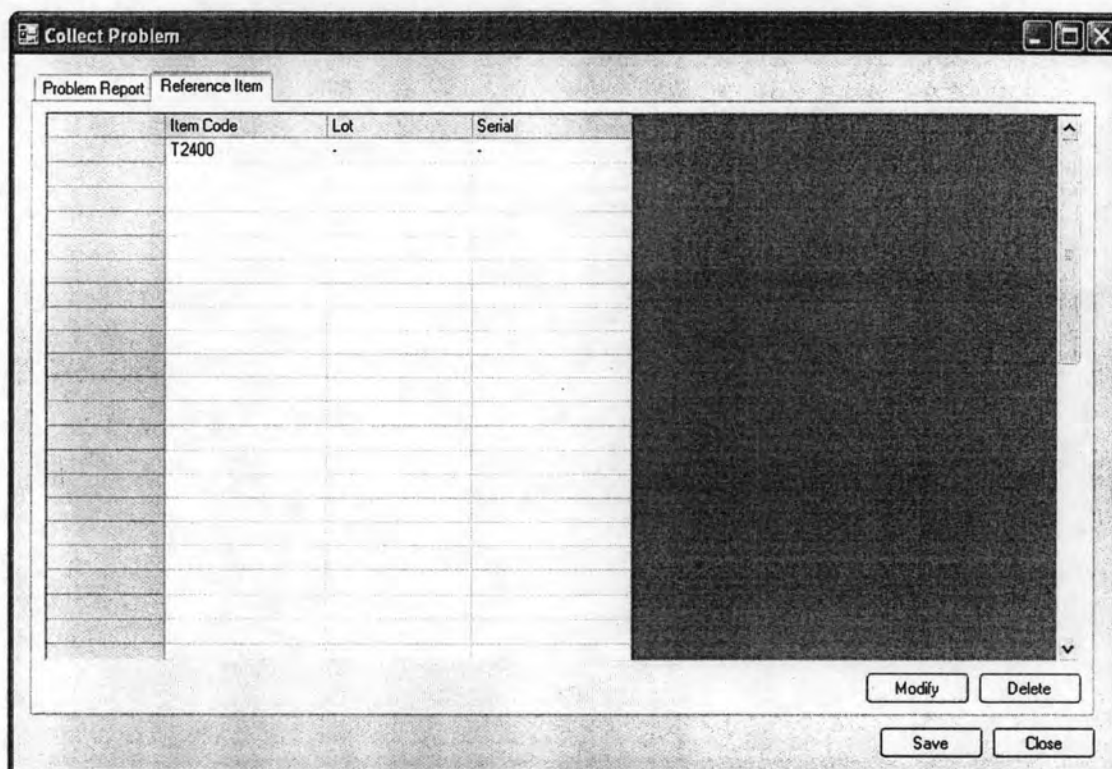 Collect Problem
Problem Report Reference Item
Item Code Lot Serial
T2400 - -
Modify Delete
Save Close